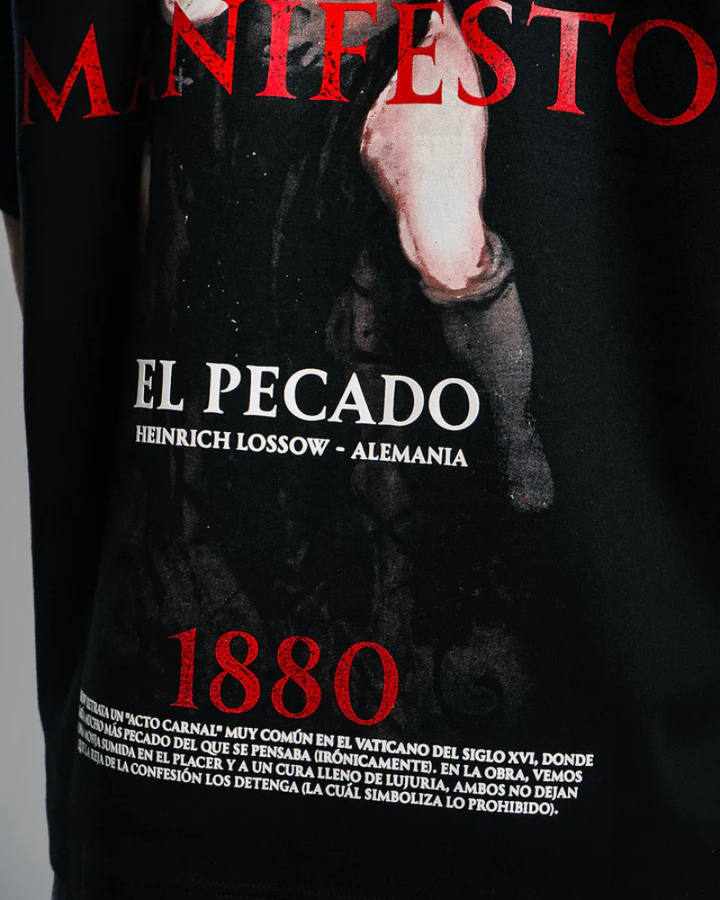 MANIFESTO
EL PECADO
HEINRICH LOSSOW - ALEMANIA
1880
UN "ACTO CARNAL" MUY COMÚN EN EL VATICANO DEL SIGLO XVI, DONDE
MUCHO MÁS PECADO DEL QUE SE PENSABA (IRÓNICAMENTE). EN LA OBRA, VEMOS
MONJA SUMIDA EN EL PLACER Y A UN CURA LLENO DE LUJURIA, AMBOS NO DEJAN
REJA DE LA CONFESIÓN LOS DETENGA (LA CUÁL SIMBOLIZA LO PROHIBIDO).